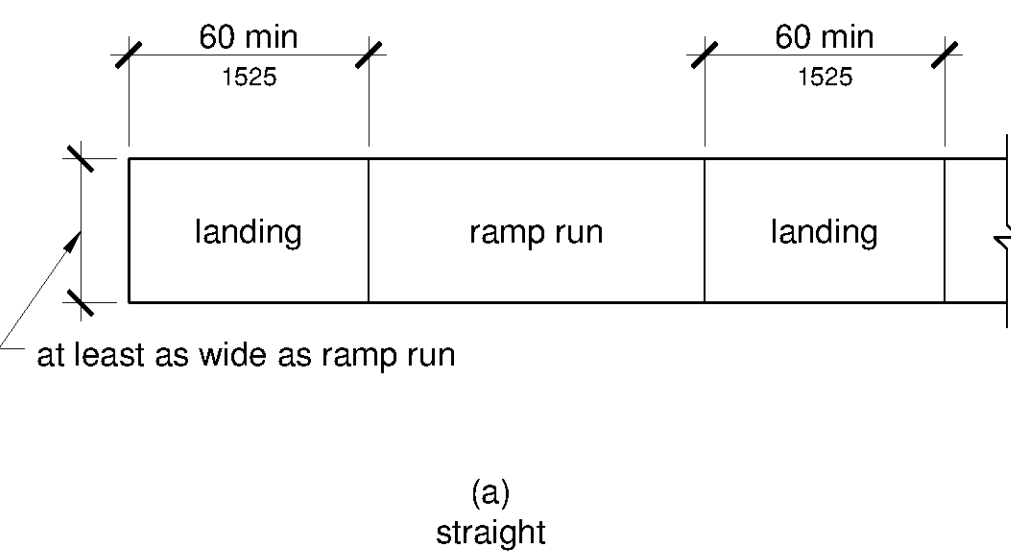 60 min
1525
60 min
1525
landing
ramp run
landing
at least as wide as ramp run
(a)
straight